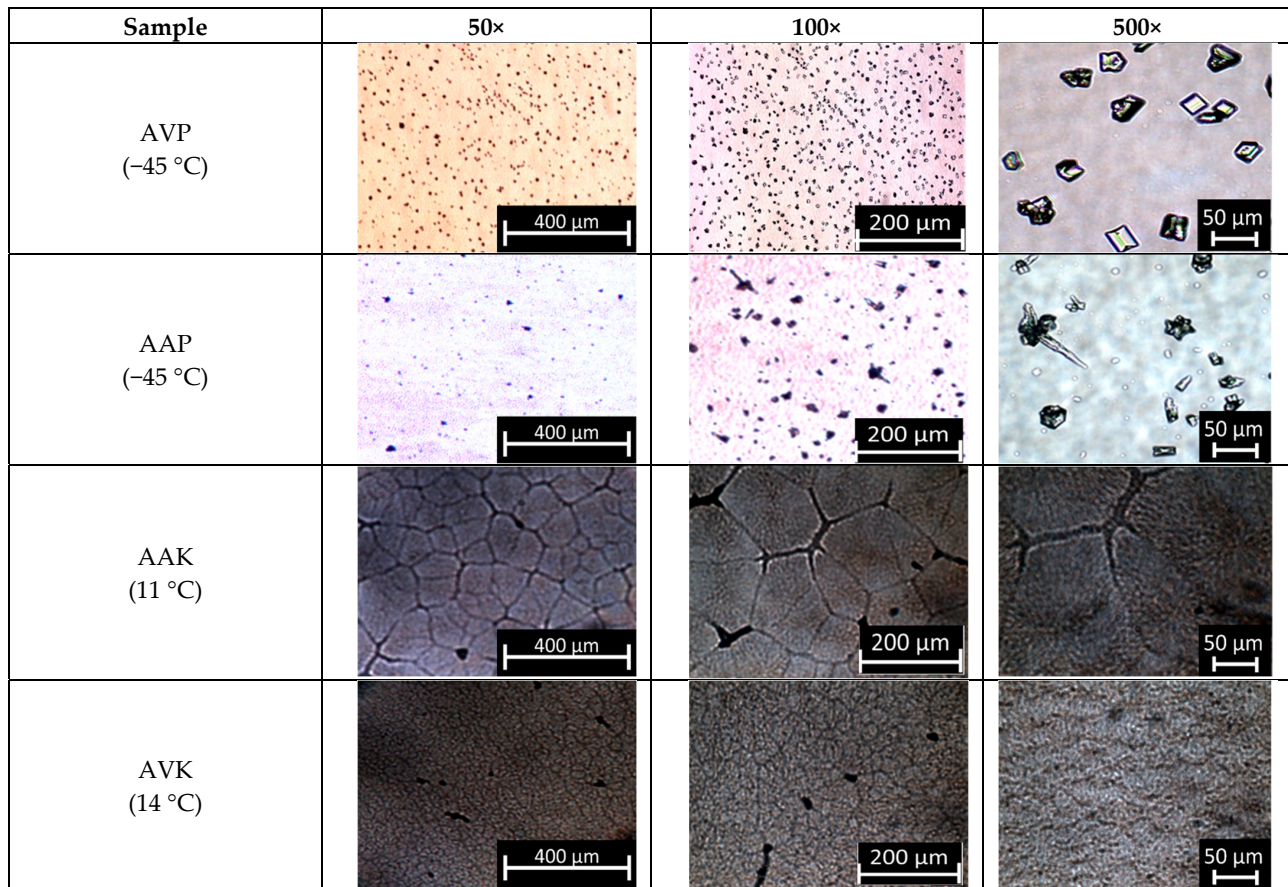 Sample 50× 100× 500×
AVP
(−45 °C)
400 µm 200 µm 50 µm
AAP
(−45 °C)
400 µm 200 µm 50 µm
AAK
(11 °C)
400 µm 200 µm 50 µm
AVK
(14 °C)
400 µm 200 µm 50 µm